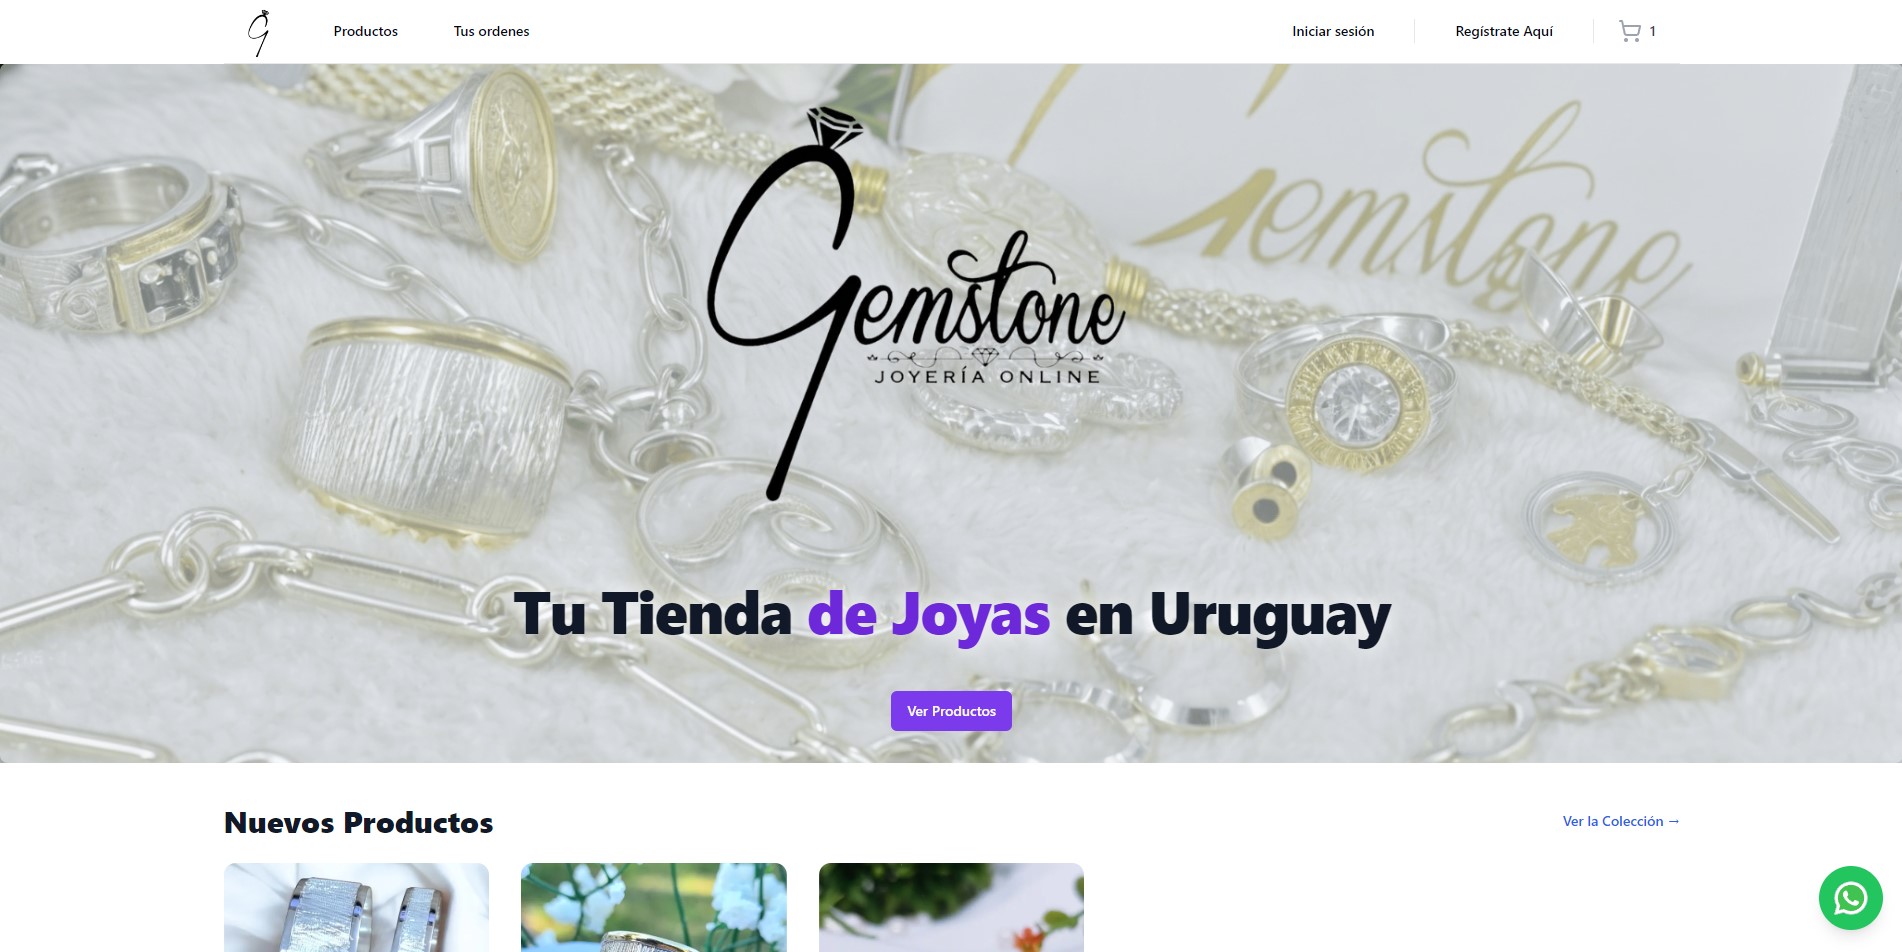 Productos
Tus ordenes
Iniciar sesión
Regístrate Aquí
1
Gemstone
Gemstone
JOYERÍA ONLINE
Tu Tienda de Joyas en Uruguay
Ver Productos
Nuevos Productos
Ver la Colección →